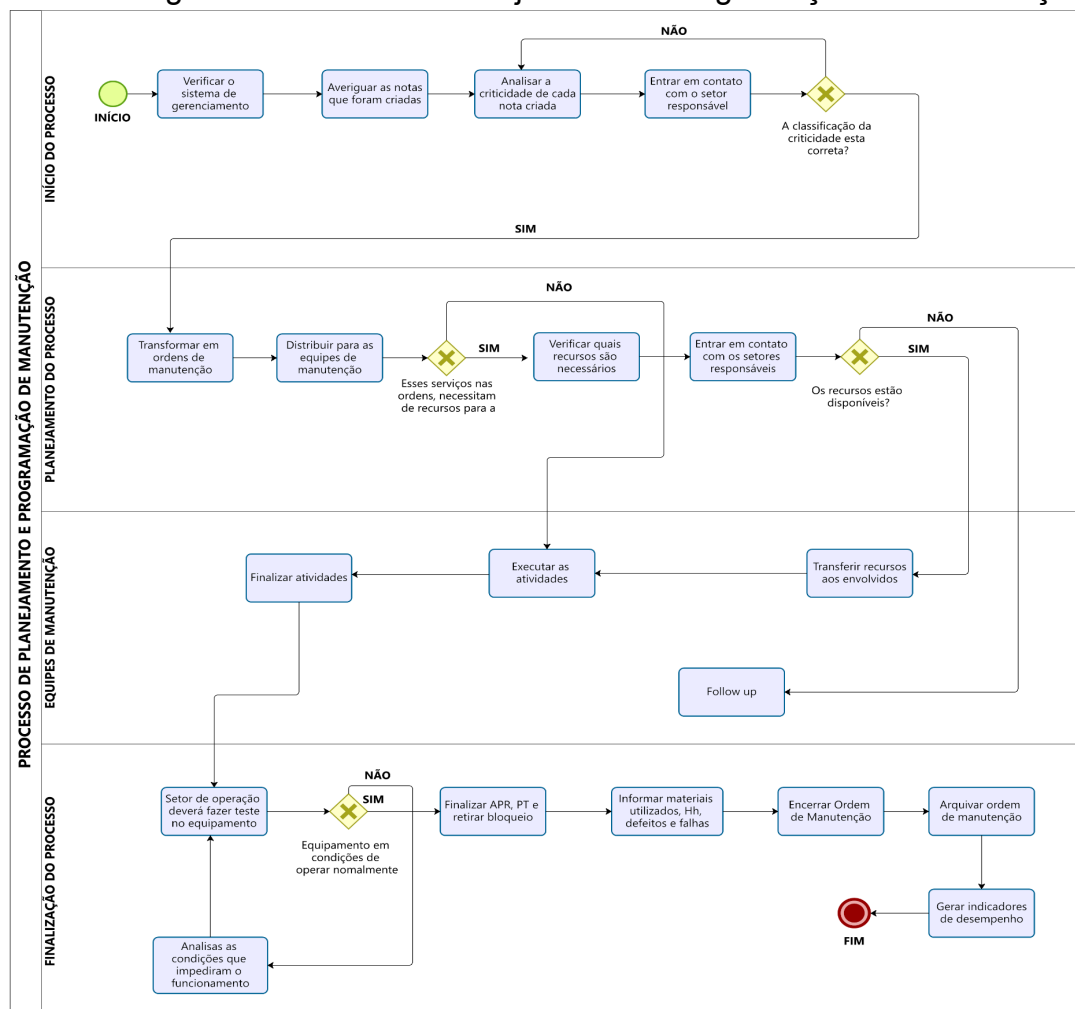 PROCESSO DE PLANEJAMENTO E PROGRAMAÇÃO DE MANUTENÇÃO
INÍCIO DO PROCESSO
INÍCIO
Verificar o
sistema de
gerenciamento
Averiguar as notas
que foram criadas
Analisar a
criticidade de cada
nota criada
Entrar em contato
com o setor
responsável
NÃO
A classificação da
criticidade esta
correta?
SIM
PLANEJAMENTO DO PROCESSO
Transformar em
ordens de
manutenção
Distribuir para as
equipes de
manutenção
NÃO
SIM
Esses serviços nas
ordens, necessitam
de recursos para a
Verificar quais
recursos são
necessários
Entrar em contato
com os setores
responsáveis
NÃO
SIM
Os recursos estão
disponíveis?
EQUIPES DE MANUTENÇÃO
Finalizar atividades
Executar as
atividades
Transferir recursos
aos envolvidos
Follow up
FINALIZAÇÃO DO PROCESSO
Setor de operação
deverá fazer teste
no equipamento
NÃO
SIM
Equipamento em
condições de
operar nomalmente
Finalizar APR, PT e
retirar bloqueio
Informar materiais
utilizados, Hh,
defeitos e falhas
Encerrar Ordem
de Manutenção
Arquivar ordem
de manutenção
Gerar indicadores
de desempenho
FIM
Analisas as
condições que
impediram o
funcionamento